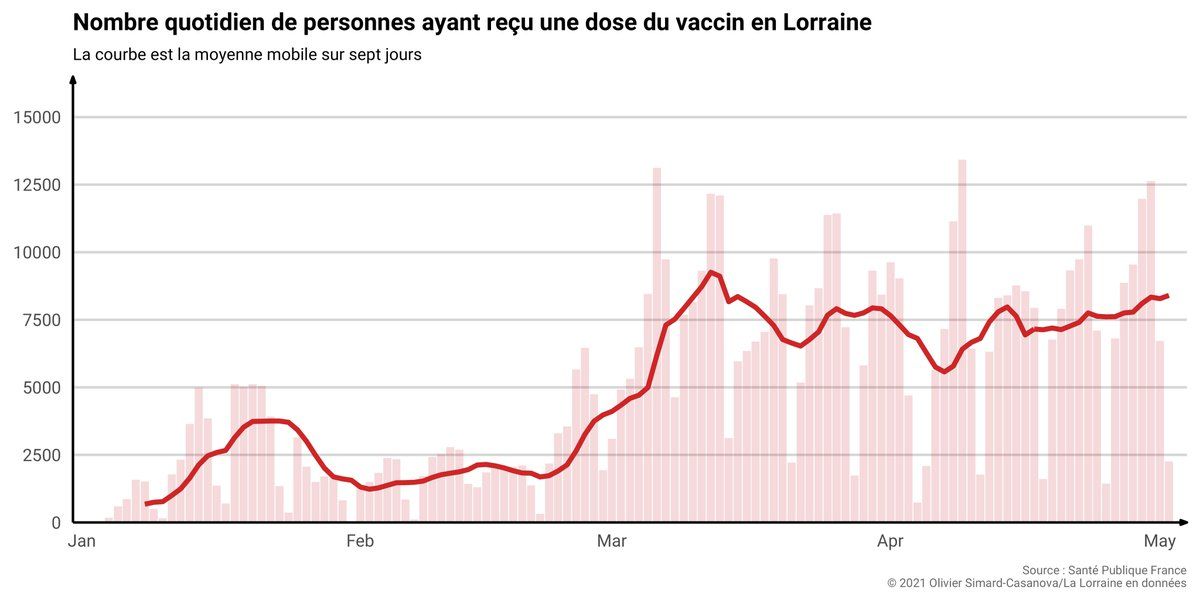 Nombre quotidien de personnes ayant reçu une dose du vaccin en Lorraine
La courbe est la moyenne mobile sur sept jours
15000
12500
10000
7500
5000
2500
0
Jan Feb Mar Apr May
Source : Santé Publique France
© 2021 Olivier Simard-Casanova/La Lorraine en données